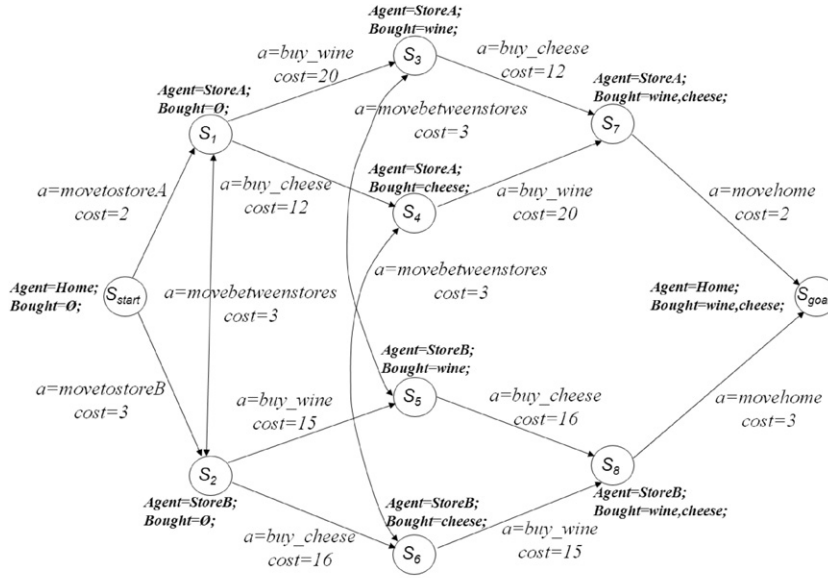 Agent=StoreA;
Bought=wine;
S3
a=buy_wine
cost=20
a=buy_cheese
cost=12
Agent=StoreA;
Bought=Ø;
S1
Agent=StoreA;
Bought=wine,cheese;
S7
a=movebetweenstores
cost=3
a=movetostoreA
cost=2
a=buy_cheese
cost=12
Agent=StoreA;
Bought=cheese;
S4
a=buy_wine
cost=20
a=movehome
cost=2
Agent=Home;
Bought=Ø;
Sstart
a=movebetweenstores
cost=3
a=movebetweenstores
cost=3
Agent=Home;
Bought=wine,cheese;
Sgoal
a=movetostoreB
cost=3
a=buy_wine
cost=15
Agent=StoreB;
Bought=wine;
S5
a=buy_cheese
cost=16
a=movehome
cost=3
S2
Agent=StoreB;
Bought=Ø;
a=buy_cheese
cost=16
Agent=StoreB;
Bought=cheese;
S6
a=buy_wine
cost=15
S8
Agent=StoreB;
Bought=wine,cheese;